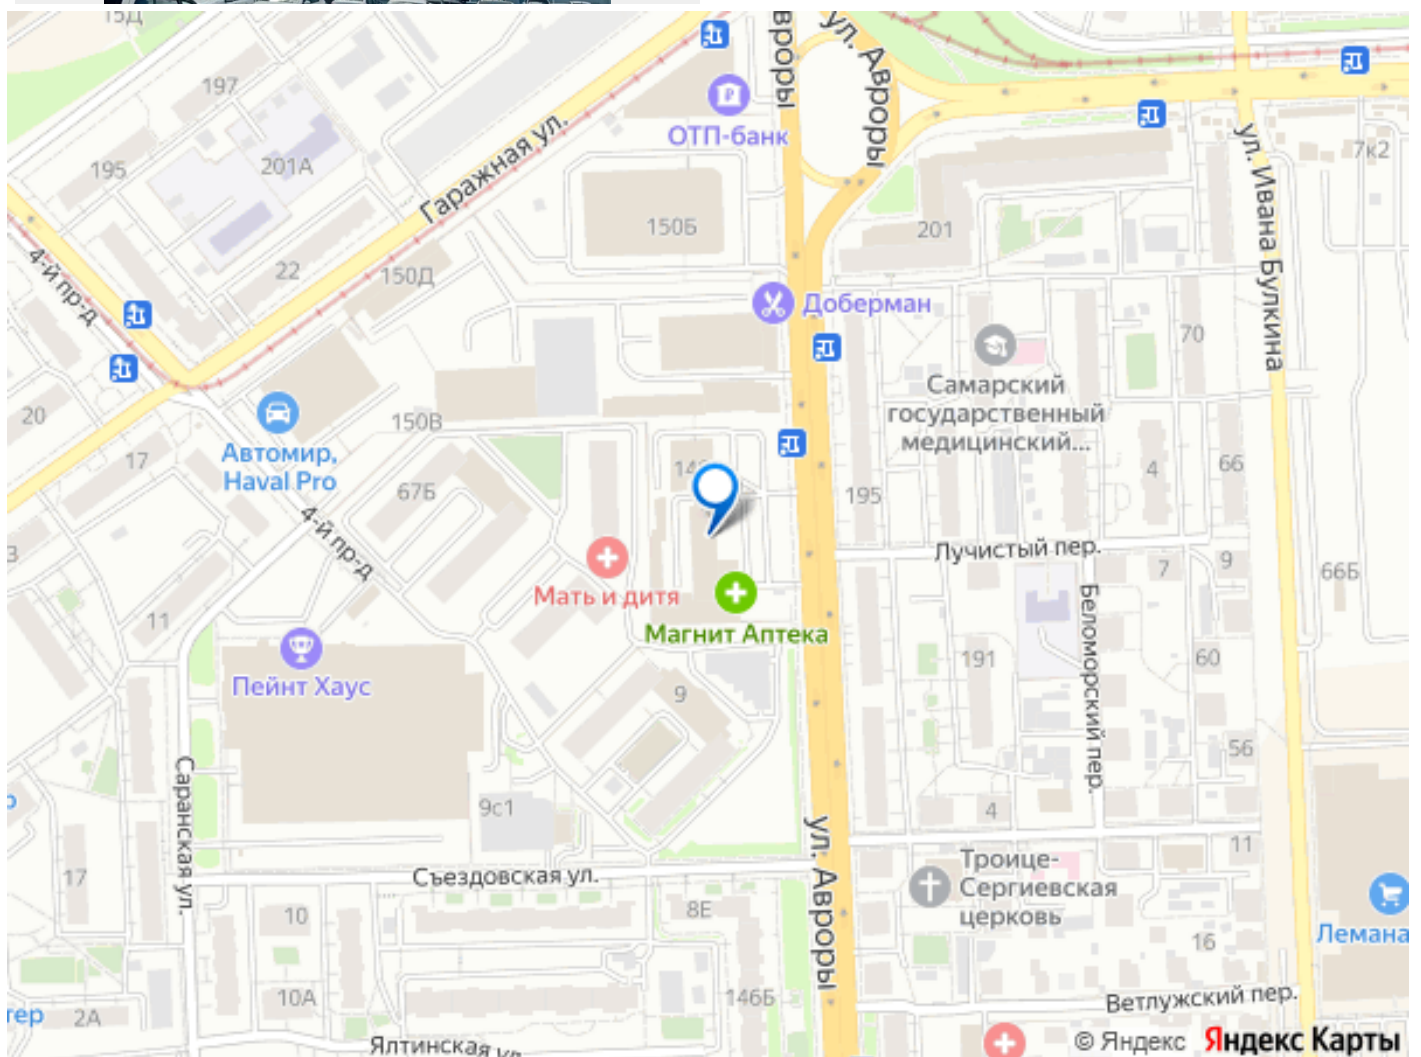 15Д
197
195
201А
22
Гаражная ул.
ОТП-банк
150Б
150Д
ул. Авроры
Авроры
201
7к2
ул. Ивана Булкина
4-й пр-д
Доберман
70
Самарский
государственный
медицинский...
20
150В
Автомир,
Haval Pro
17
67Б
4
66
195
4-й пр-д
Лучистый пер.
7
9
66Б
Мать и дитя
Магнит Аптека
11
Беломорский пер.
191
60
Пейнт Хаус
9
56
Саранская ул.
9с1
4
11
ул. Авроры
Съездовская ул.
Троице-
Сергиевская
церковь
17
10
8Е
Лемана
16
10А
146Б
Ветлужский пер.
2А
Ялтинская ул.
© Яндекс Яндекс Карты